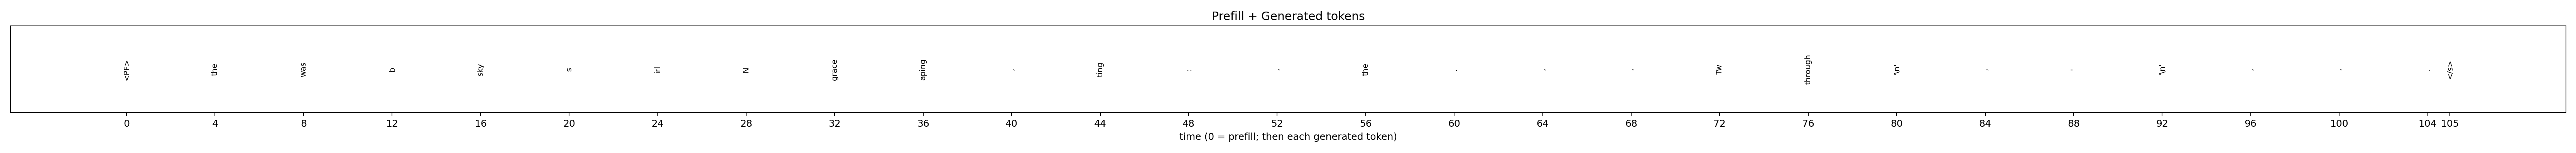 Prefill + Generated tokens
<PF> the was b sky s irl N grace aping - ting : - the . - - Tw through '\n' - - '\n' - - . </s>
0 4 8 12 16 20 24 28 32 36 40 44 48 52 56 60 64 68 72 76 80 84 88 92 96 100 104 105
time (0 = prefill; then each generated token)